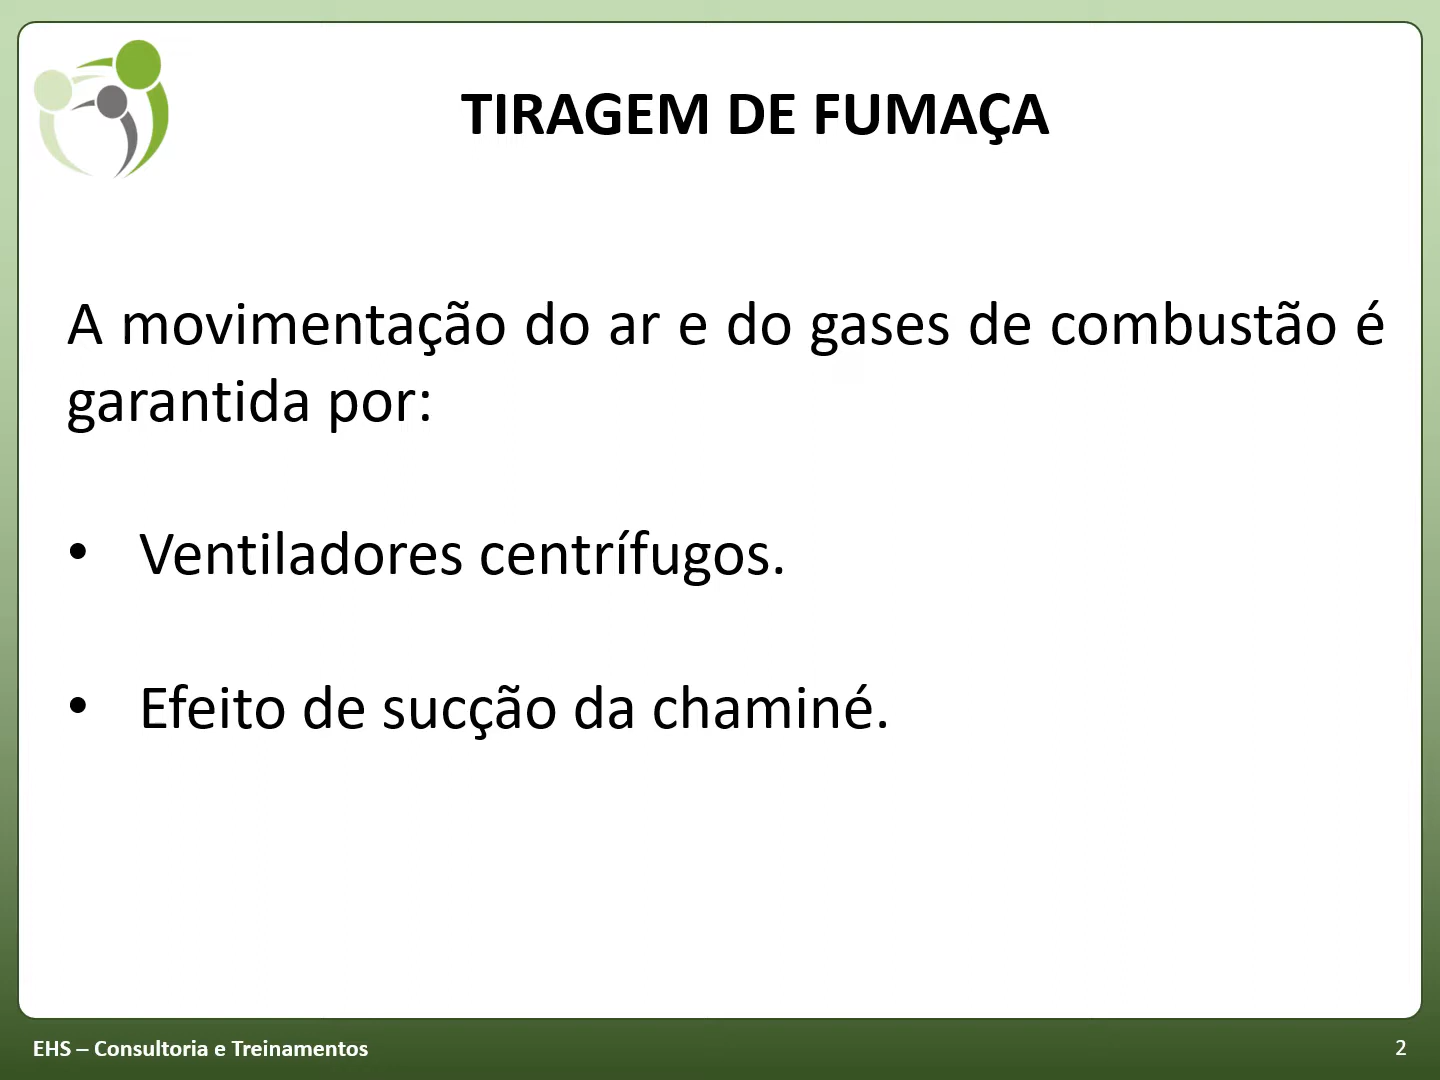 TIRAGEM DE FUMAÇA
A movimentação do ar e do gases de combustão é
garantida por:
• Ventiladores centrífugos.
• Efeito de sucção da chaminé.
EHS – Consultoria e Treinamentos
2